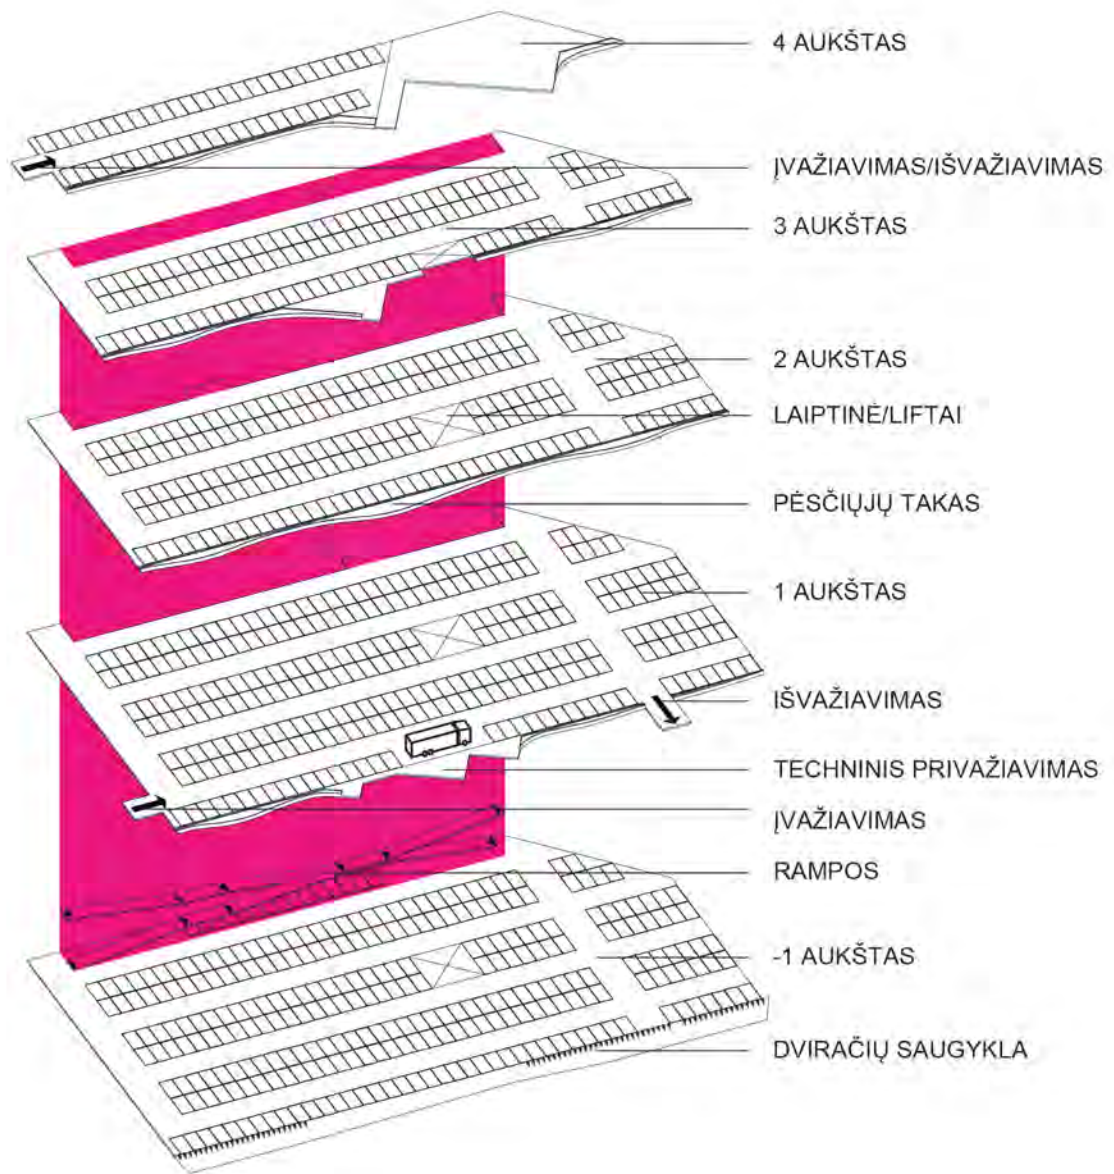 4 AUKŠTAS
ĮVAŽIAVIMAS/IŠVAŽIAVIMAS
3 AUKŠTAS
2 AUKŠTAS
LAIPTINĖ/LIFTAI
PĖSČIŲJŲ TAKAS
1 AUKŠTAS
IŠVAŽIAVIMAS
TECHNINIS PRIVAŽIAVIMAS
ĮVAŽIAVIMAS
RAMPOS
-1 AUKŠTAS
DVIRAČIŲ SAUGYKLA